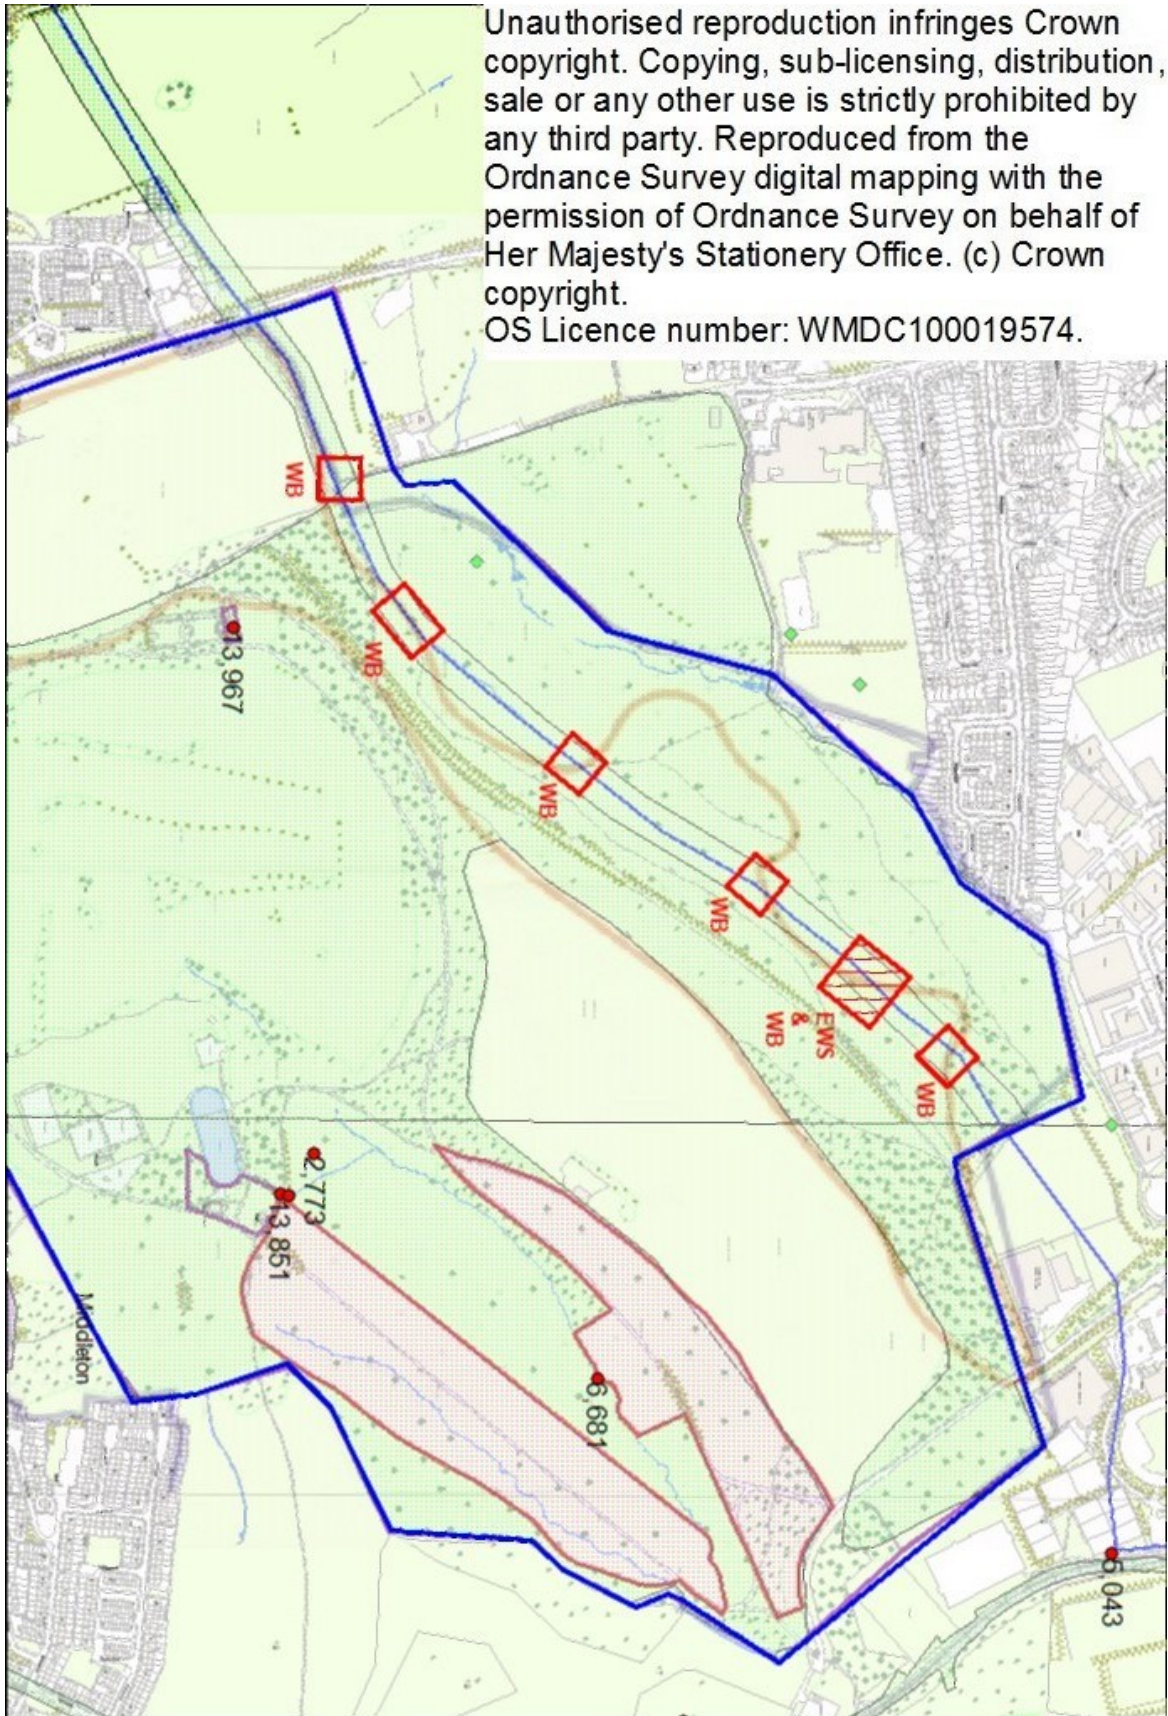 Unauthorised reproduction infringes Crown
copyright. Copying, sub-licensing, distribution,
sale or any other use is strictly prohibited by
any third party. Reproduced from the
Ordnance Survey digital mapping with the
permission of Ordnance Survey on behalf of
Her Majesty's Stationery Office. (c) Crown
copyright.
OS Licence number: WMDC100019574.
WB
WB
13,967
WB
WB
EWS
&
WB
WB
2,773
13,851
Middleton
6,681
5,043